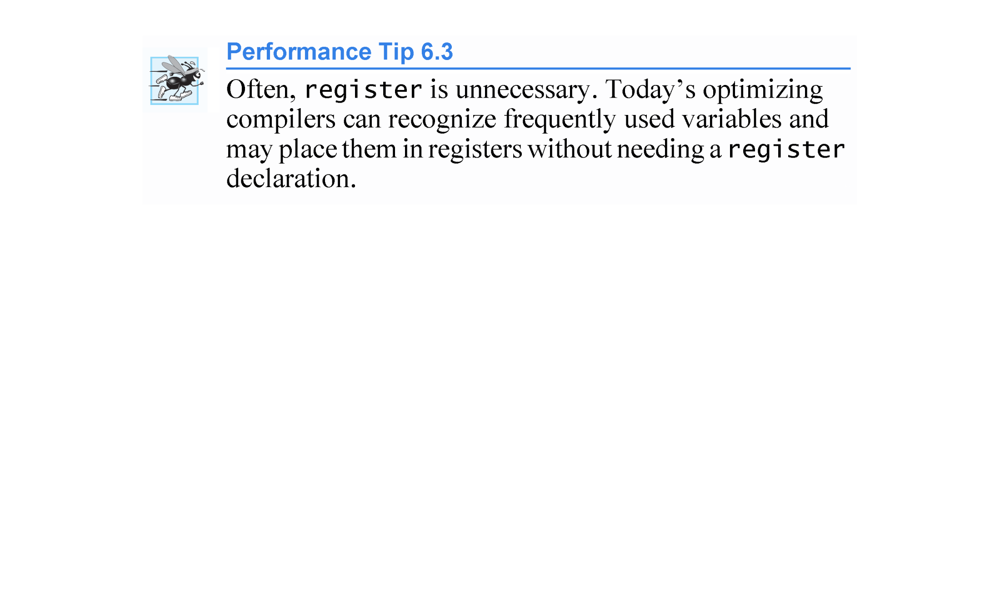 Performance Tip 6.3
Often, register is unnecessary. Today’s optimizing
compilers can recognize frequently used variables and
may place them in registers without needing a register
declaration.